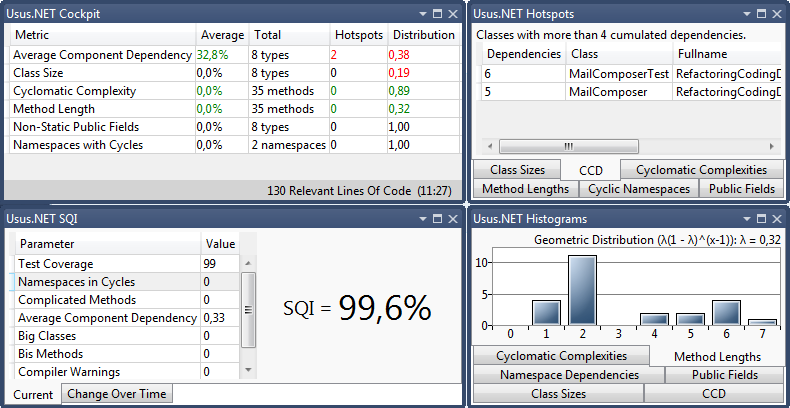 Usus.NET Cockpit
Metric Average Total Hotspots Distribution
Average Component Dependency 32,8% 8 types 2 0,38
Class Size 0,0% 8 types 0 0,19
Cyclomatic Complexity 0,0% 35 methods 0 0,89
Method Length 0,0% 35 methods 0 0,32
Non-Static Public Fields 0,0% 8 types 0 1,00
Namespaces with Cycles 0,0% 2 namespaces 0 1,00
130 Relevant Lines Of Code (11:27)
Usus.NET Hotspots
Classes with more than 4 cumulated dependencies.
Dependencies Class Fullname
6 MailComposerTest RefactoringCodingD
5 MailComposer RefactoringCodingD
Class Sizes CCD Cyclomatic Complexities
Method Lengths Cyclic Namespaces Public Fields
Usus.NET SQI
Parameter Value
Test Coverage 99
Namespaces in Cycles 0
Complicated Methods 0
Average Component Dependency 0,33
Big Classes 0
Bis Methods 0
Compiler Warnings 0
SQI = 99,6%
Current Change Over Time
Usus.NET Histograms
Geometric Distribution (λ(1 - λ)^(x-1)): λ = 0,32
10
5
0
0 1 2 3 4 5 6 7
Cyclomatic Complexities Method Lengths
Namespace Dependencies Public Fields
Class Sizes CCD